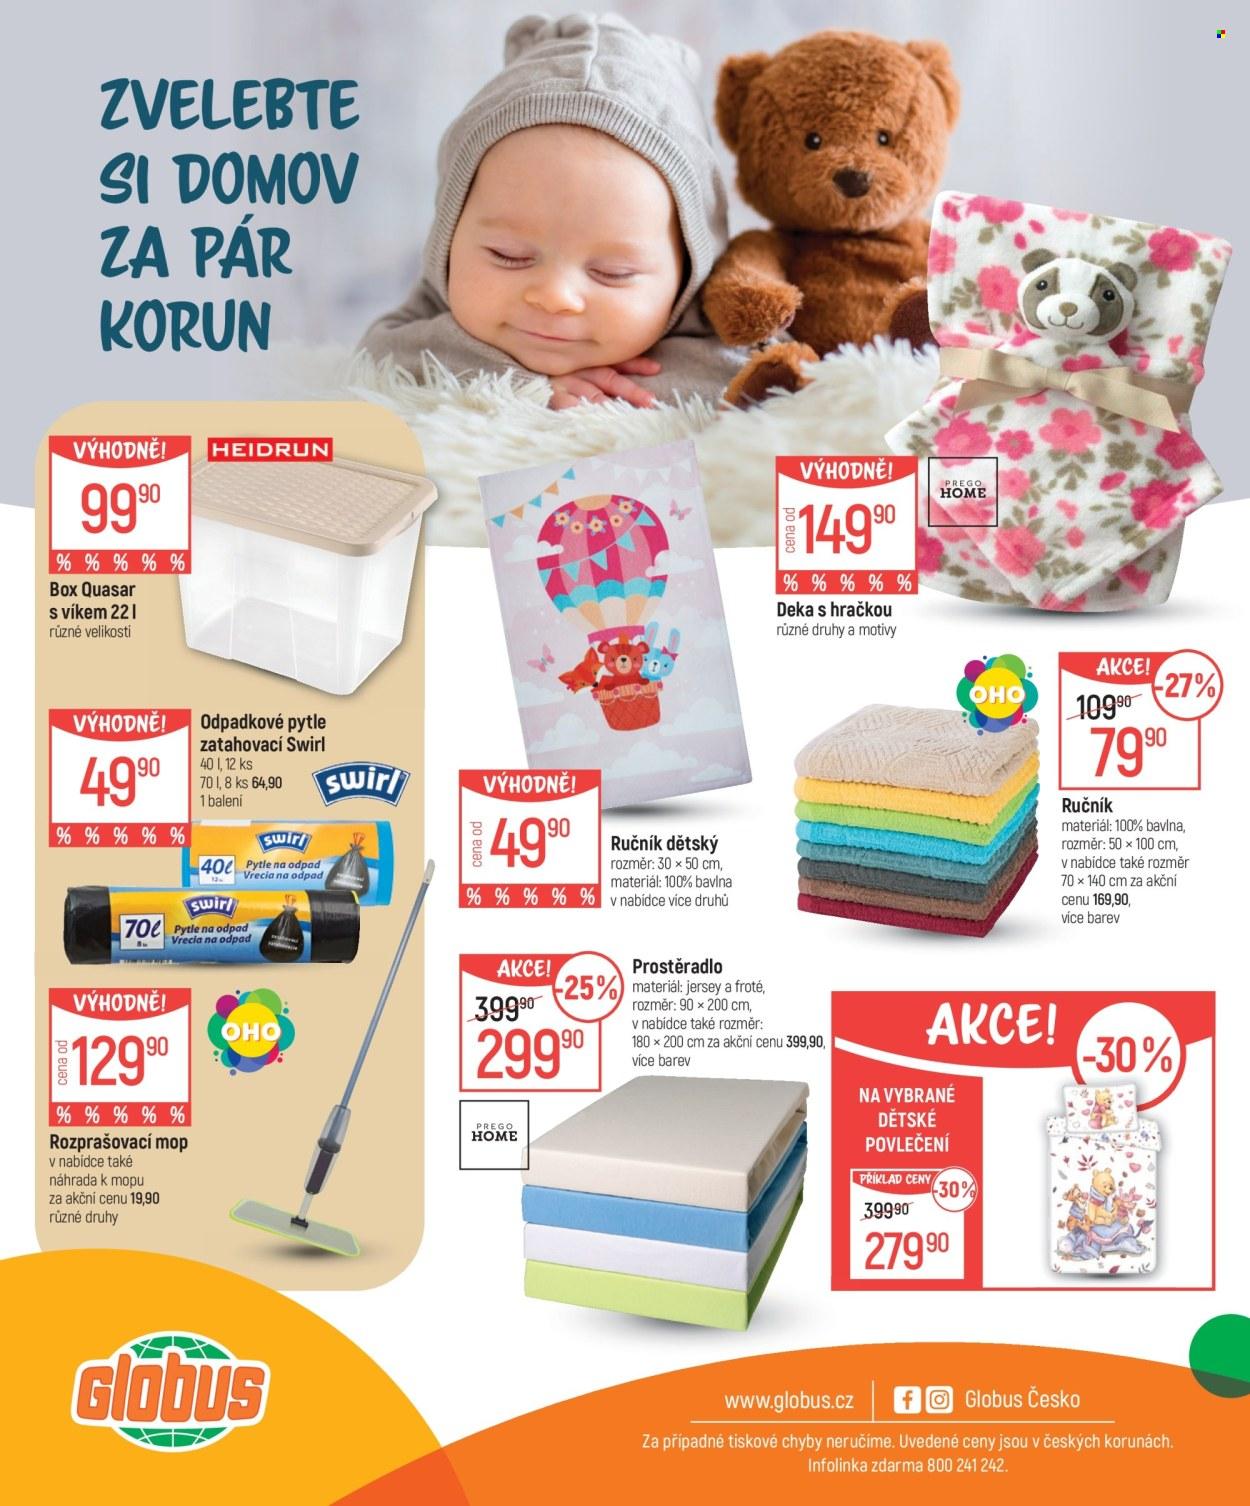 ZVELEBTE
SI DOMOV
ZA PÁR
KORUN
VÝHODNĚ!
99 90
% % % % %
HEIDRUN
Box Quasar
s víkem 22 l
různé velikosti
VÝHODNĚ!
49 90
% % % % %
Odpadkové pytle
zatahovací Swirl
40 l, 12 ks
70 l, 8 ks 64,90
1 balení
swirl
swirl
40ℓ
Pytle na odpad
Vrecia na odpad
swirl
70ℓ
8 ks
Pytle na odpad
Vrecia na odpad
VÝHODNĚ!
cena od
129 90
% % % % %
OHO
Rozprašovací mop
v nabídce také
náhrada k mopu
za akční cenu 19,90
různé druhy
VÝHODNĚ!
cena od
149 90
% % % % %
PREGO
HOME
Deka s hračkou
různé druhy a motivy
VÝHODNĚ!
cena od
49 90
% % % % %
Ručník dětský
rozměr: 30 × 50 cm,
materiál: 100% bavlna
v nabídce více druhů
OHO
AKCE!
-27%
109 90
79 90
Ručník
materiál: 100% bavlna,
rozměr: 50 × 100 cm,
v nabídce také rozměr
70 × 140 cm za akční
cenu 169,90,
více barev
AKCE!
-25%
399 90
299 90
PREGO
HOME
Prostěradlo
materiál: jersey a froté,
rozměr: 90 × 200 cm,
v nabídce také rozměr:
180 × 200 cm za akční cenu 399,90,
více barev
AKCE!
-30%
NA VYBRANÉ
DĚTSKÉ
POVLEČENÍ
PŘÍKLAD CENY
-30%
399 90
279 90
Globus
www.globus.cz
Globus Česko
Za případné tiskové chyby neručíme. Uvedené ceny jsou v českých korunách.
Infolinka zdarma 800 241 242.